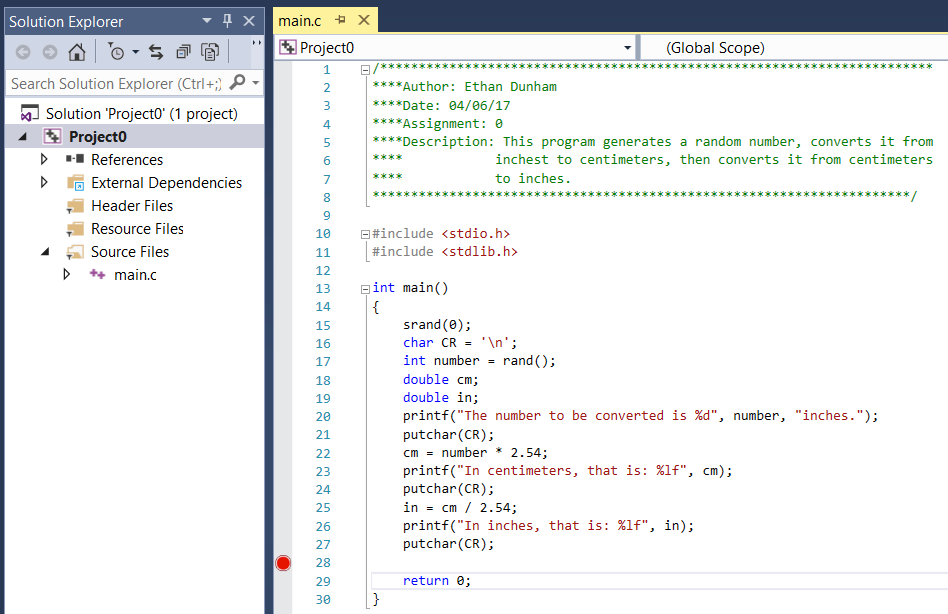 Solution Explorer
Search Solution Explorer (Ctrl+;)
Solution 'Project0' (1 project)
Project0
References
External Dependencies
Header Files
Resource Files
Source Files
main.c
main.c
Project0 (Global Scope)
1 /************************************************************************
2 ****Author: Ethan Dunham
3 ****Date: 04/06/17
4 ****Assignment: 0
5 ****Description: This program generates a random number, converts it from
6 ****            inchest to centimeters, then converts it from centimeters
7 ****            to inches.
8 **********************************************************************/
9
10 #include <stdio.h>
11 #include <stdlib.h>
12
13 int main()
14 {
15     srand(0);
16     char CR = '\n';
17     int number = rand();
18     double cm;
19     double in;
20     printf("The number to be converted is %d", number, "inches.");
21     putchar(CR);
22     cm = number * 2.54;
23     printf("In centimeters, that is: %lf", cm);
24     putchar(CR);
25     in = cm / 2.54;
26     printf("In inches, that is: %lf", in);
27     putchar(CR);
28
29     return 0;
30 }